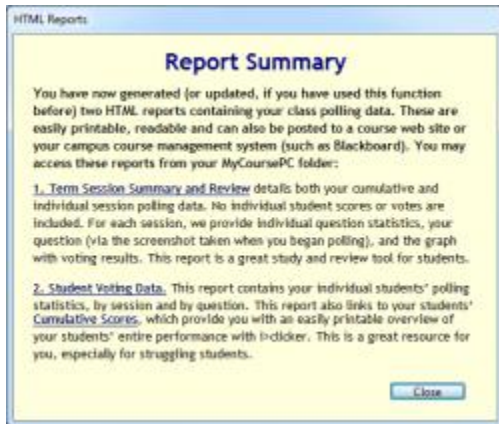 HTML Reports
Report Summary
You have now generated (or updated, if you have used this function
before) two HTML reports containing your class polling data. These are
easily printable, readable and can also be posted to a course web site or
your campus course management system (such as Blackboard). You may
access these reports from your MyCoursePC folder:
1. Term Session Summary and Review details both your cumulative and
individual session polling data. No individual student scores or votes are
included. For each session, we provide individual question statistics, your
question (via the screenshot taken when you began polling), and the graph
with voting results. This report is a great study and review tool for students.
2. Student Voting Data. This report contains your individual students' polling
statistics, by session and by question. This report also links to your students'
Cumulative Scores, which provide you with an easily printable overview of
your students' entire performance with i>clicker. This is a great resource for
you, especially for struggling students.
Close